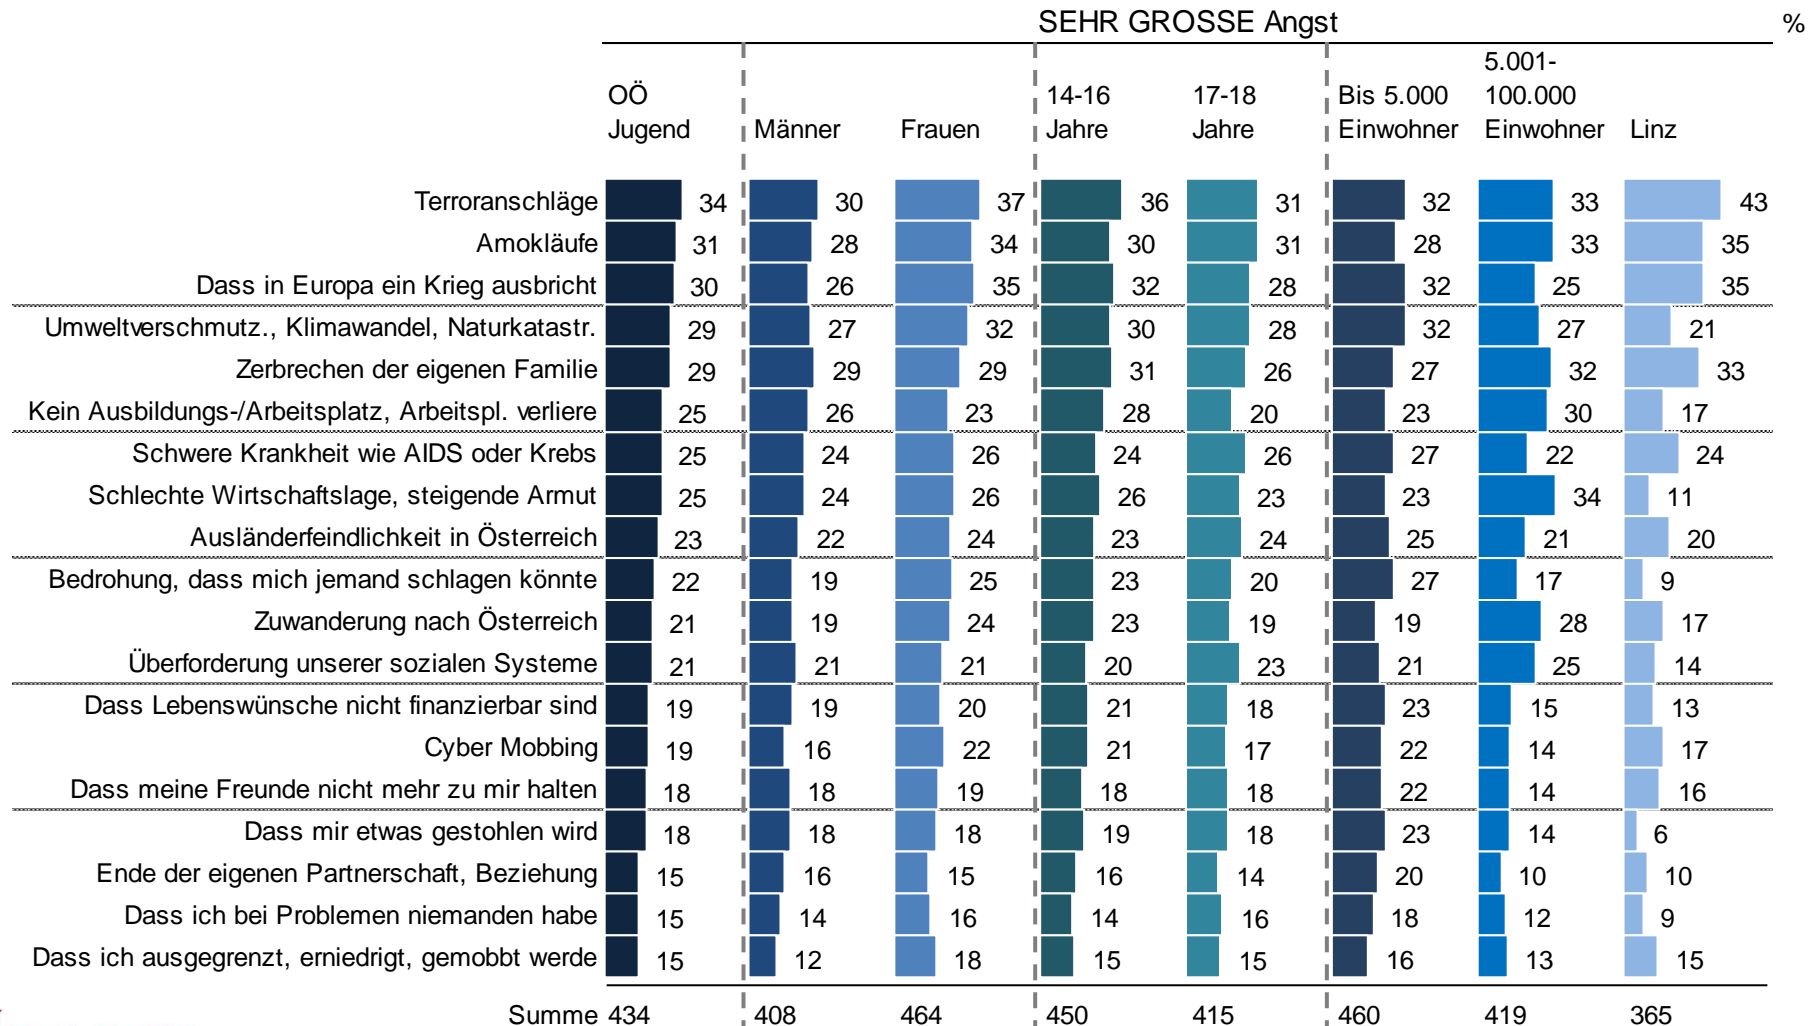 SEHR GROSSE Angst %
OÖ Jugend Männer Frauen 14-16 Jahre 17-18 Jahre Bis 5.000 Einwohner 5.001-100.000 Einwohner Linz
Terroranschläge 34 30 37 36 31 32 33 43
Amokläufe 31 28 34 30 31 28 33 35
Dass in Europa ein Krieg ausbricht 30 26 35 32 28 32 25 35
Umweltverschmutz., Klimawandel, Naturkatastr. 29 27 32 30 28 32 27 21
Zerbrechen der eigenen Familie 29 29 29 31 26 27 32 33
Kein Ausbildungs-/Arbeitsplatz, Arbeitspl. verliere 25 26 23 28 20 23 30 17
Schwere Krankheit wie AIDS oder Krebs 25 24 26 24 26 27 22 24
Schlechte Wirtschaftslage, steigende Armut 25 24 26 26 23 23 34 11
Ausländerfeindlichkeit in Österreich 23 22 24 23 24 25 21 20
Bedrohung, dass mich jemand schlagen könnte 22 19 25 23 20 27 17 9
Zuwanderung nach Österreich 21 19 24 23 19 19 28 17
Überforderung unserer sozialen Systeme 21 21 21 20 23 21 25 14
Dass Lebenswünsche nicht finanzierbar sind 19 19 20 21 18 23 15 13
Cyber Mobbing 19 16 22 21 17 22 14 17
Dass meine Freunde nicht mehr zu mir halten 18 18 19 18 18 22 14 16
Dass mir etwas gestohlen wird 18 18 18 19 18 23 14 6
Ende der eigenen Partnerschaft, Beziehung 15 16 15 16 14 20 10 10
Dass ich bei Problemen niemanden habe 15 14 16 14 16 18 12 9
Dass ich ausgegrenzt, erniedrigt, gemobbt werde 15 12 18 15 15 16 13 15
Summe 434 408 464 450 415 460 419 365